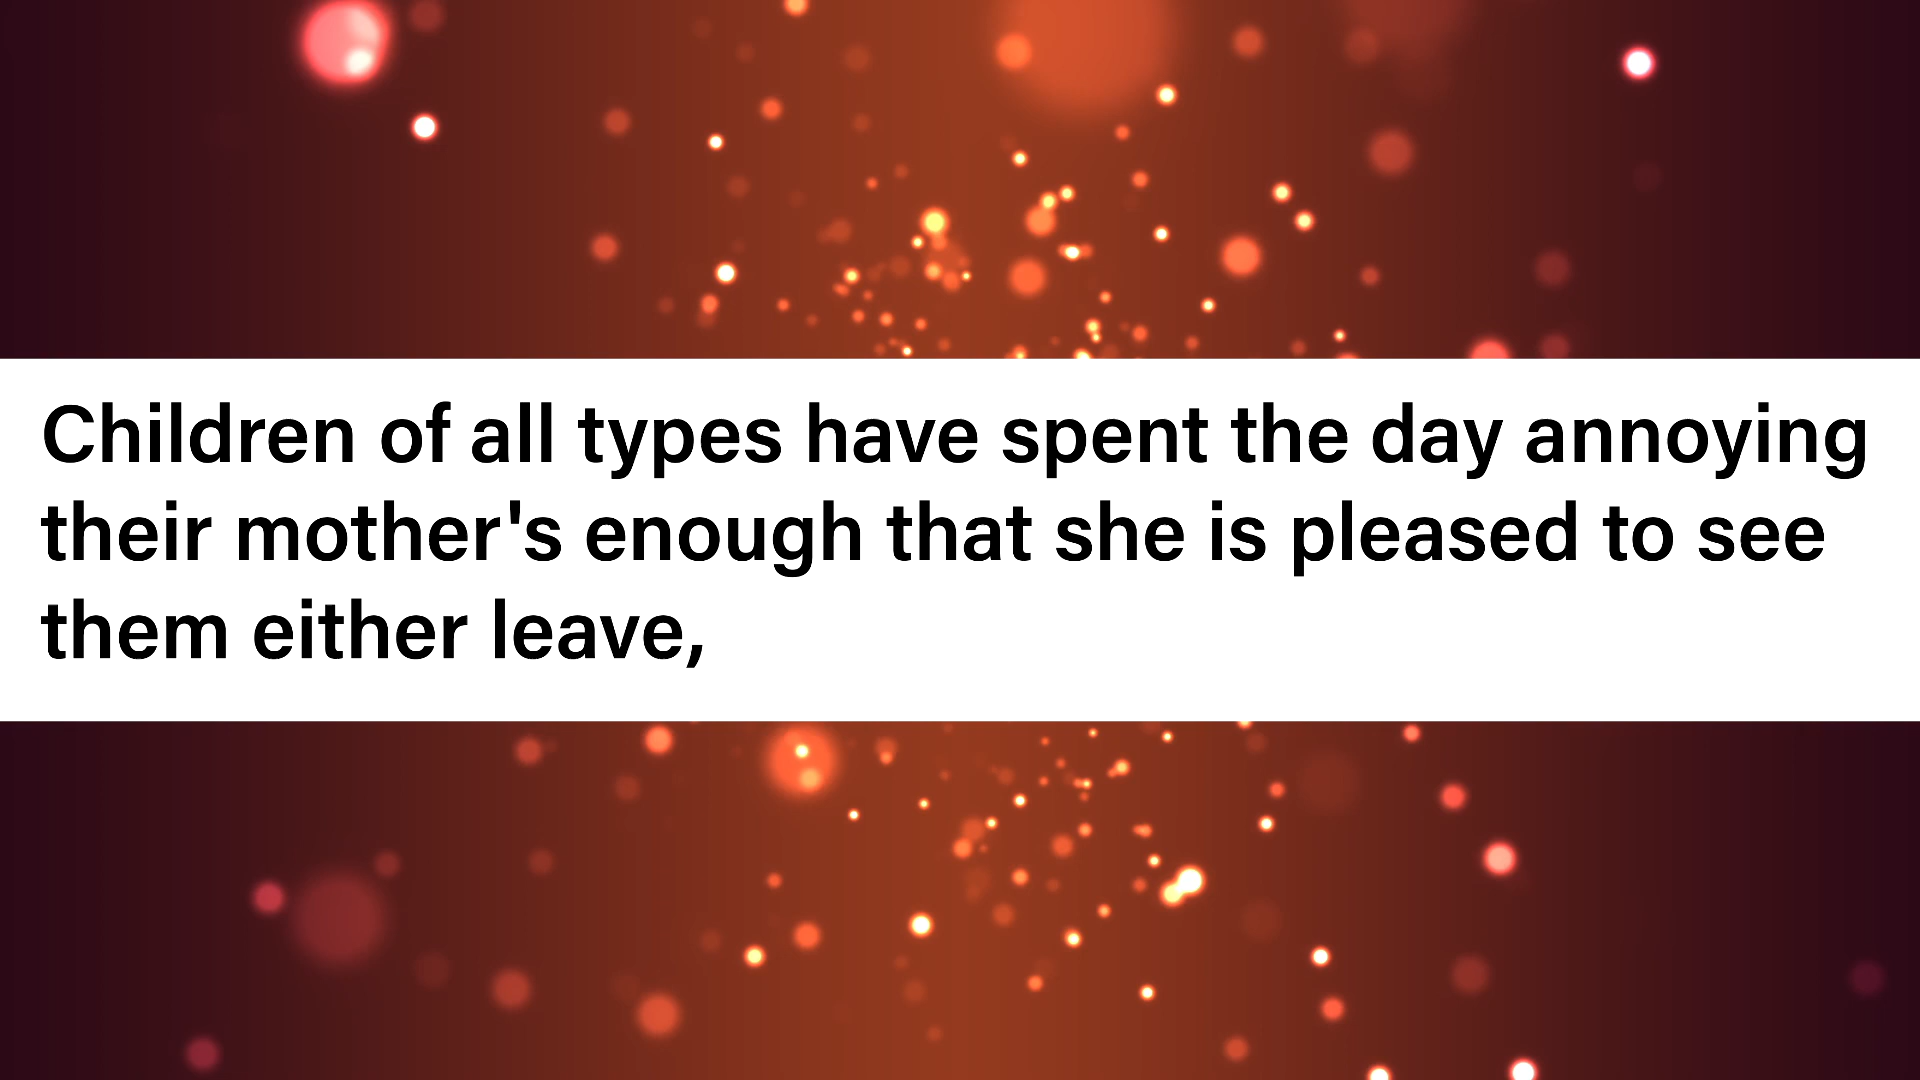 Children of all types have spent the day annoying
their mother's enough that she is pleased to see
them either leave,